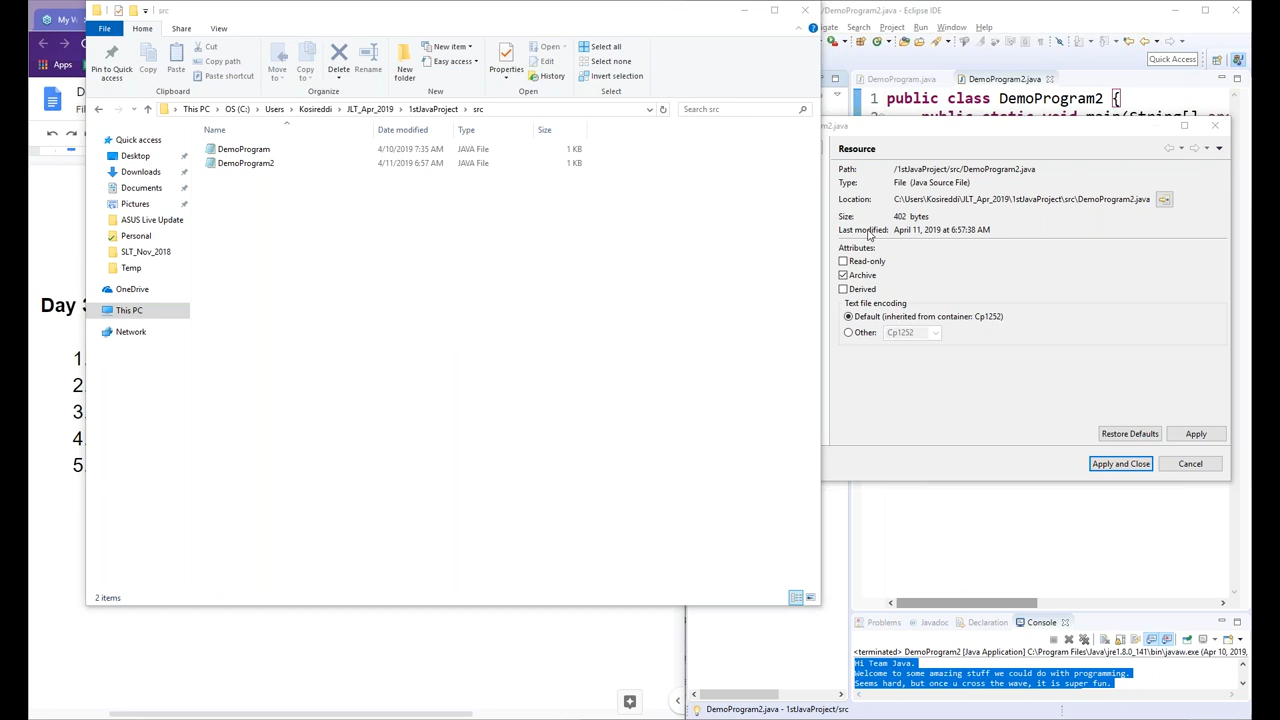 My V
src
DemoProgram2.java - Eclipse IDE
File
Home
Share
View
igate
Search
Project
Run
Window
Help
Pin to Quick access
Copy
Paste
Cut
Copy path
Paste shortcut
Move to
Copy to
Delete
Rename
New folder
New item
Easy access
Properties
Open
Edit
History
Select all
Select none
Invert selection
Quick Access
Apps
Clipboard
Organize
New
Open
Select
DemoProgram.java
DemoProgram2.java
1 public class DemoProgram2 {
This PC > OS (C:) > Users > Kosireddi > JLT_Apr_2019 > 1stJavaProject > src
Search src
Name
Date modified
Type
Size
Quick access
Desktop
Downloads
Documents
Pictures
ASUS Live Update
Personal
SLT_Nov_2018
Temp
OneDrive
This PC
Network
DemoProgram 4/10/2019 7:35 AM JAVA File 1 KB
DemoProgram2 4/11/2019 6:57 AM JAVA File 1 KB
2 items
Day 3
1.
2.
3.
4.
5.
m2.java
Resource
Path: /1stJavaProject/src/DemoProgram2.java
Type: File (Java Source File)
Location: C:\Users\Kosireddi\JLT_Apr_2019\1stJavaProject\src\DemoProgram2.java
Size: 402 bytes
Last modified: April 11, 2019 at 6:57:38 AM
Attributes:
Read-only
Archive
Derived
Text file encoding
Default (inherited from container: Cp1252)
Other: Cp1252
Restore Defaults
Apply
Apply and Close
Cancel
Problems
Javadoc
Declaration
Console
<terminated> DemoProgram2 [Java Application] C:\Program Files\Java\jre1.8.0_141\bin\javaw.exe (Apr 10, 2019,
Hi Team Java.
Welcome to some amazing stuff we could do with programming.
Seems hard, but once u cross the wave, it is super fun.
DemoProgram2.java - 1stJavaProject/src